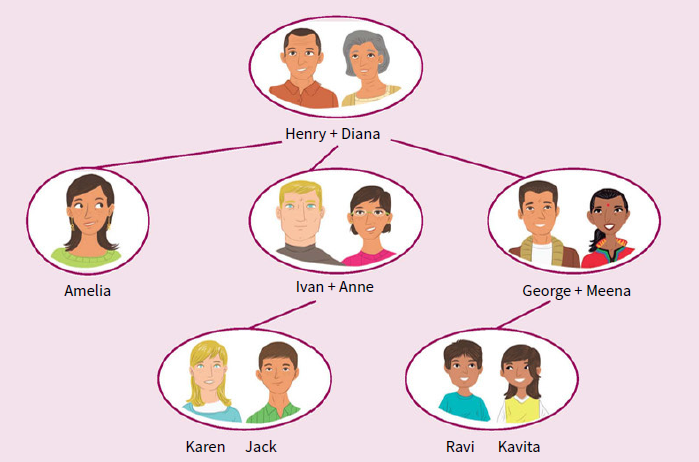 Henry + Diana
Amelia
Ivan + Anne
George + Meena
Karen Jack
Ravi Kavita